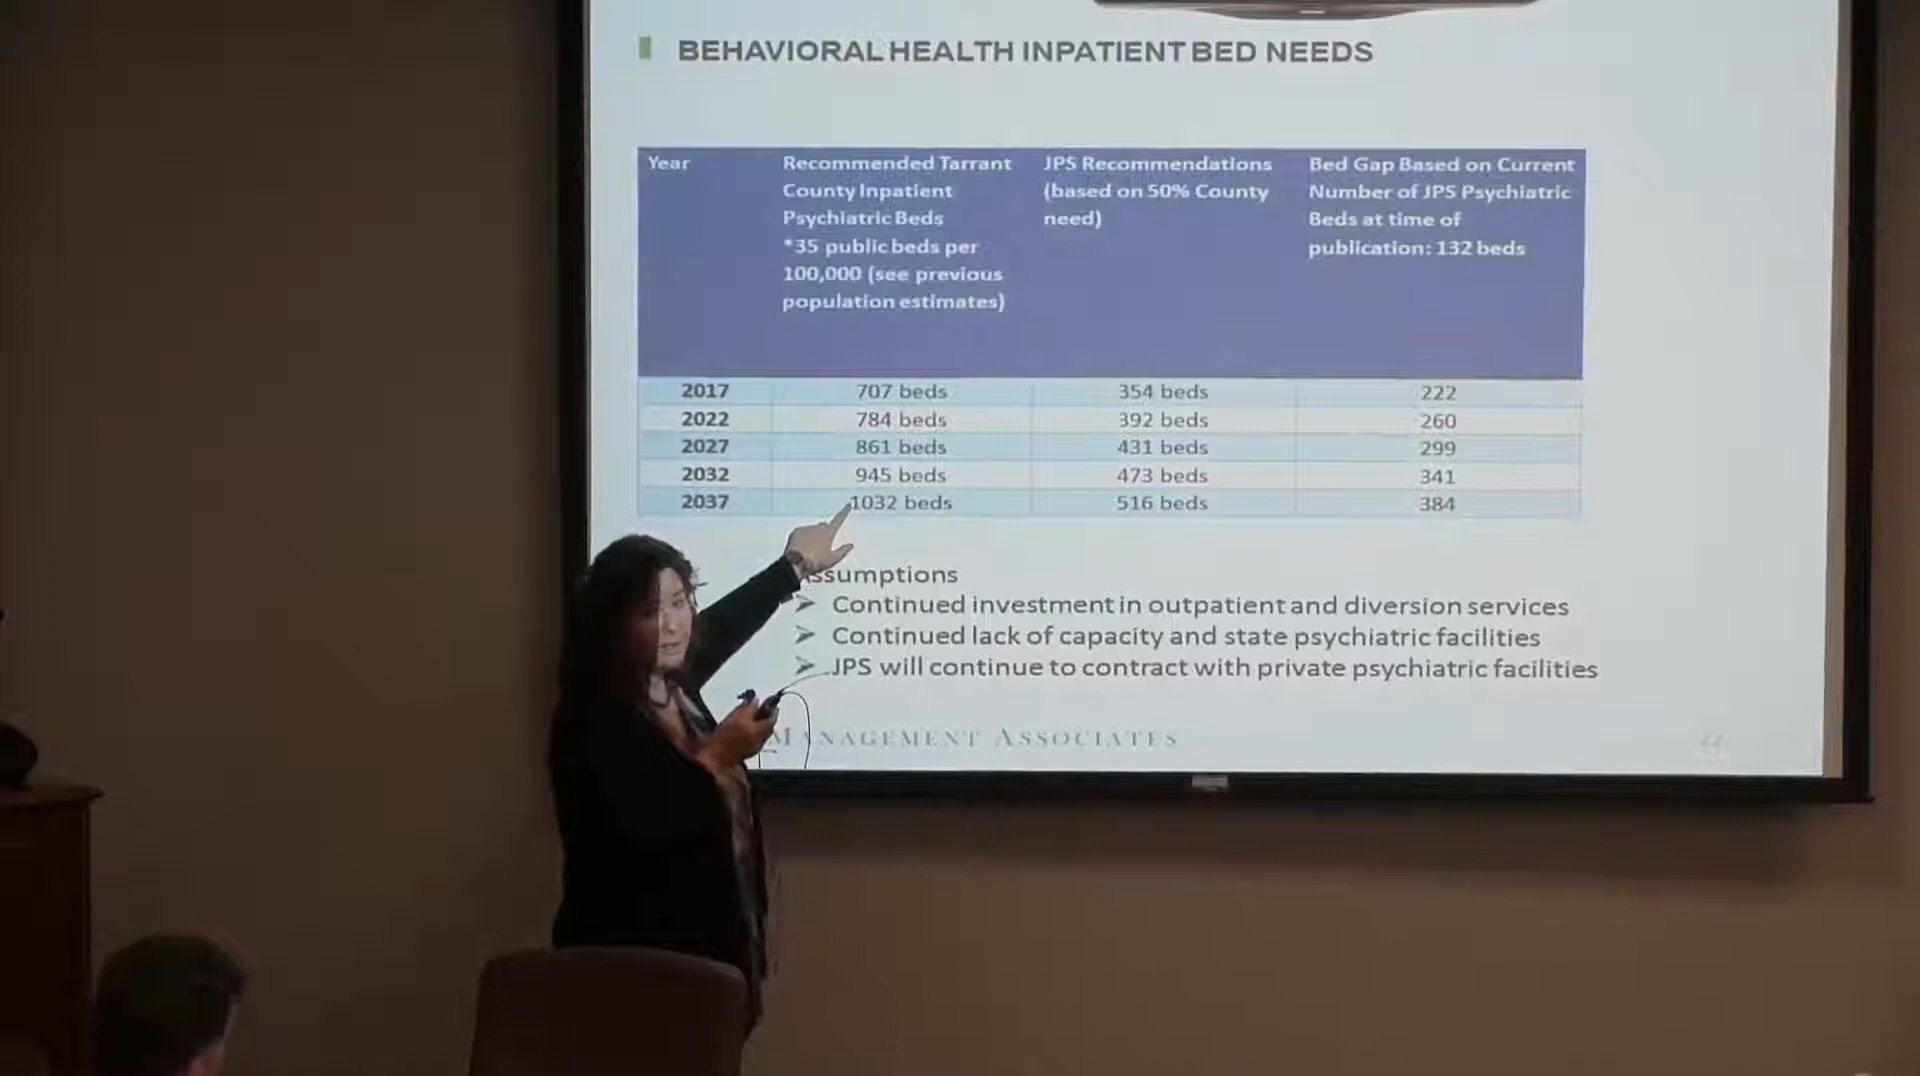 BEHAVIORAL HEALTH INPATIENT BED NEEDS
Year
Recommended Tarrant
County Inpatient
Psychiatric Beds
*35 public beds per
100,000 (see previous
population estimates)
JPS Recommendations
(based on 50% County
need)
Bed Gap Based on Current
Number of JPS Psychiatric
Beds at time of
publication: 132 beds
2017 707 beds 354 beds 222
2022 784 beds 392 beds 260
2027 861 beds 431 beds 299
2032 945 beds 473 beds 341
2037 1032 beds 516 beds 384
ssumptions
➢ Continued investment in outpatient and diversion services
➢ Continued lack of capacity and state psychiatric facilities
➢ JPS will continue to contract with private psychiatric facilities
MANAGEMENT ASSOCIATES